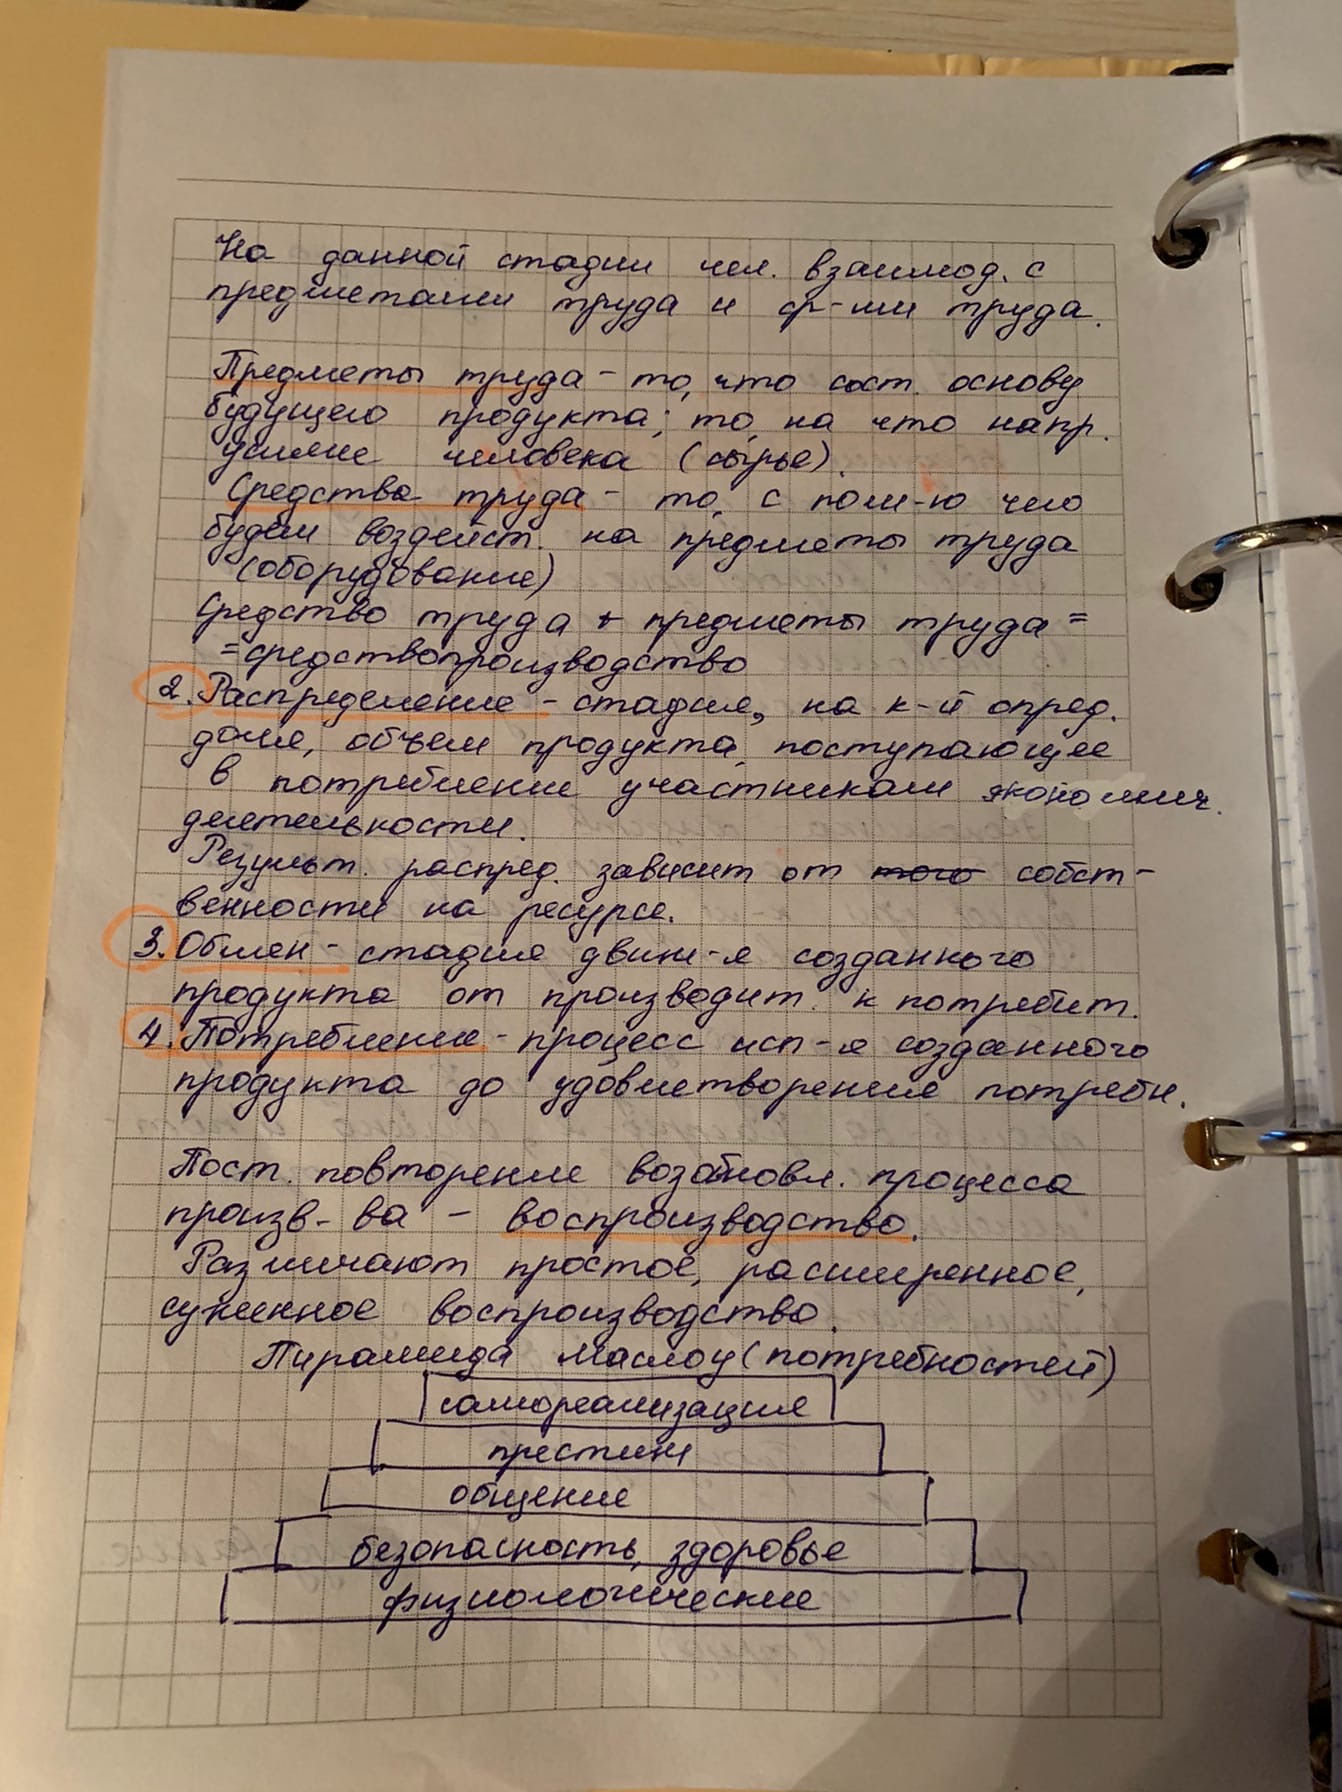 На данной стадии чел. взаимод. с
предметами труда и ср-ми труда.
Предметы труда - то, что сост. основу
будущего продукта; то, на что напр.
усилие человека (сырье).
Средства труда - то, с пом-ю чего
будем воздейст. на предметы труда
(оборудование)
Средство труда + предметы труда =
= средствопроизводство
2. Распределение - стадия, на к-й опред.
доля, объем продукта, поступающее
в потребление участникам экономич.
деятельности.
Результ. распред. зависит от того собст-
венности на ресурсе.
3. Обмен - стадия движ-я созданного
продукта от производит. к потребит.
4. Потребление - процесс исп-я созданного
продукта до удовлетворения потребн.
Пост. повторение возобновл. процесса
произв-ва - воспроизводство.
Различают простое, расширенное,
суженное воспроизводство.
Пирамида Маслоу (потребностей)
самореализация
престиж
общение
безопасность, здоровье
физиологические